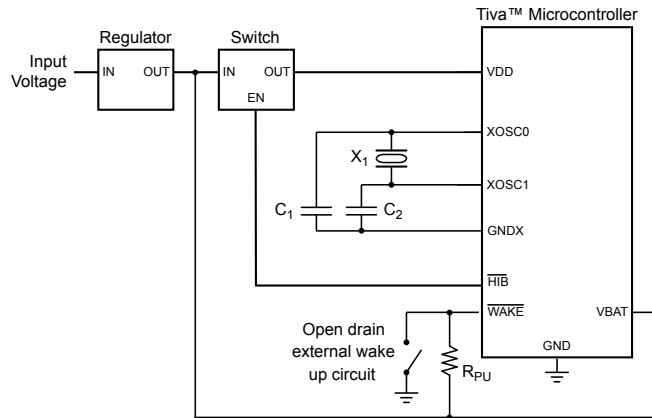 Tiva™ Microcontroller
Regulator
Switch
Input
Voltage
IN
OUT
IN
OUT
EN
VDD
XOSC0
X1
XOSC1
C1
C2
GNDX
HIB
WAKE
VBAT
Open drain
external wake
up circuit
RPU
GND